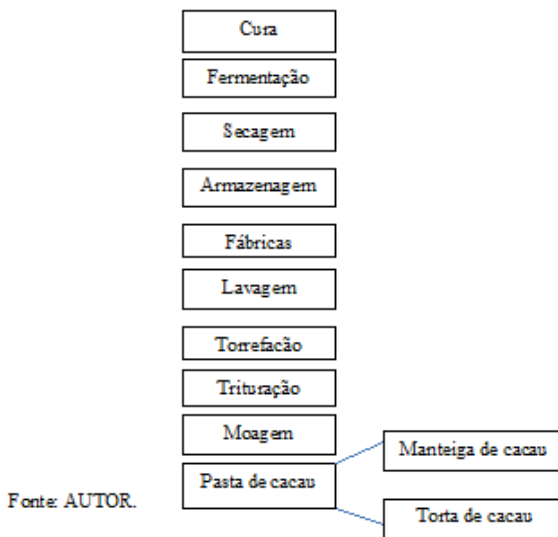 Cura
Fermentação
Secagem
Armazenagem
Fábricas
Lavagem
Torrefacão
Trituração
Moagem
Manteiga de cacau
Pasta de cacau
Fonte: AUTOR.
Torta de cacau